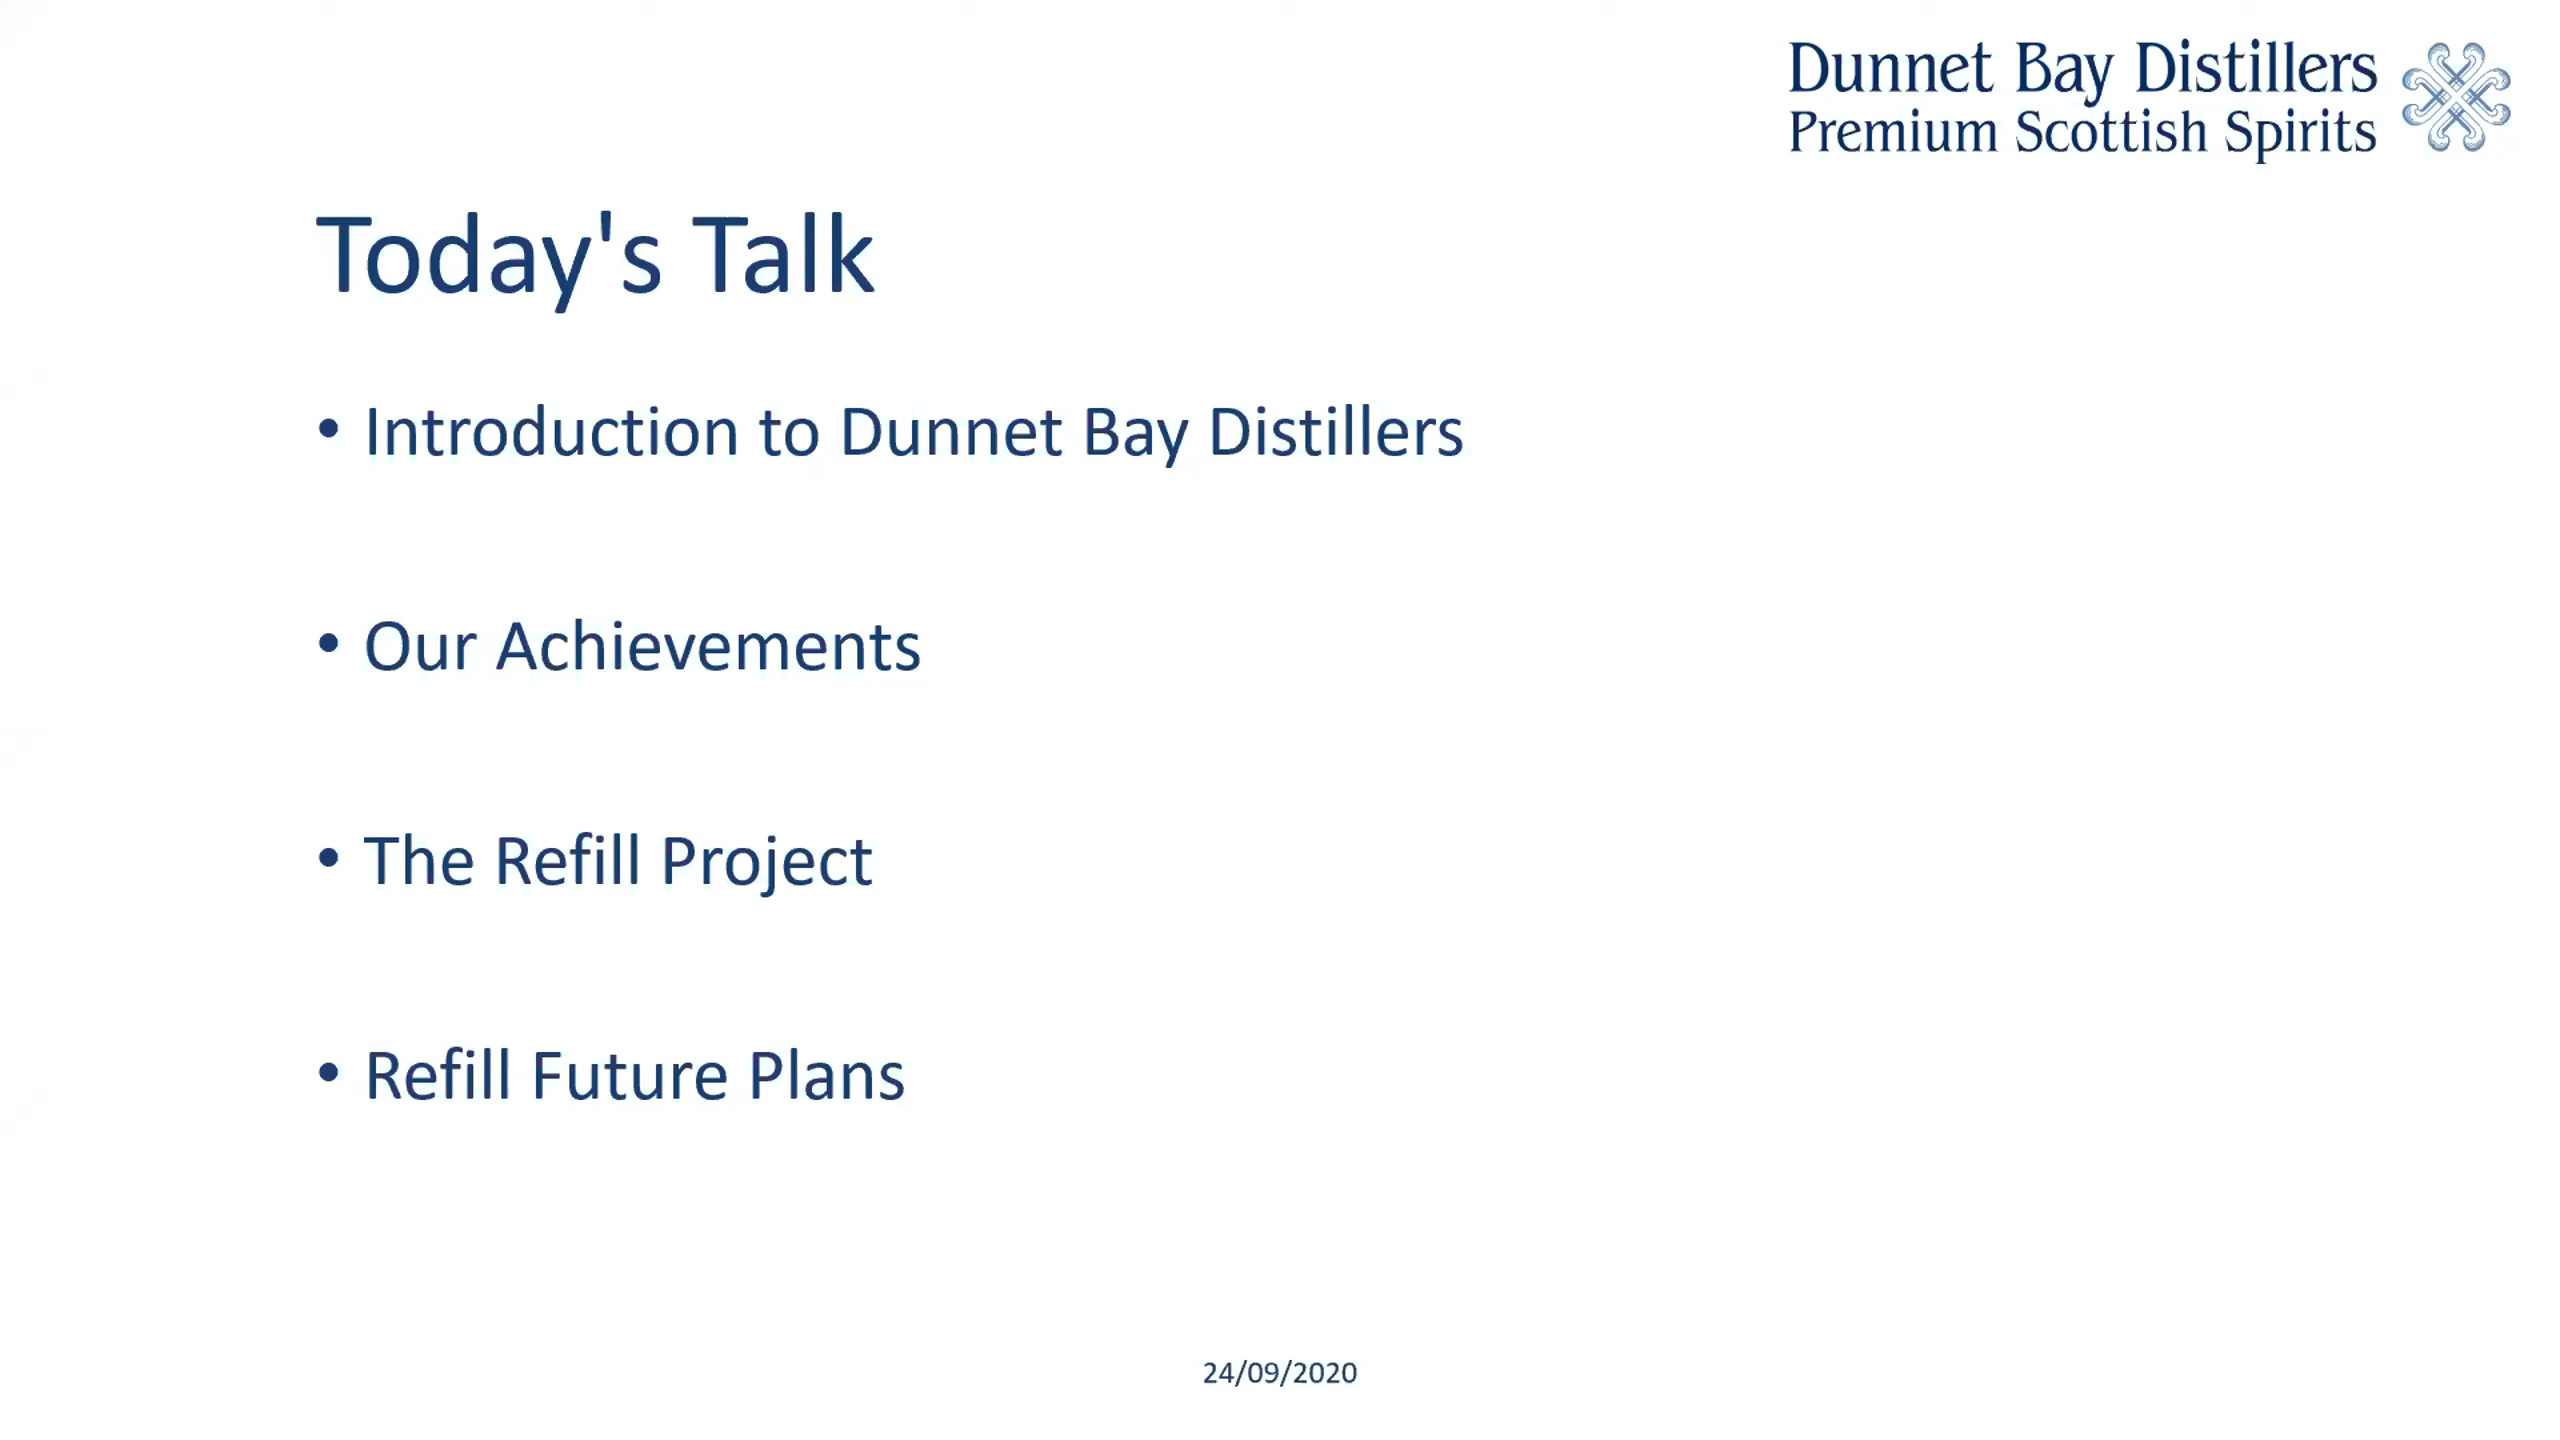 Dunnet Bay Distillers
Premium Scottish Spirits
Today's Talk
• Introduction to Dunnet Bay Distillers
• Our Achievements
• The Refill Project
• Refill Future Plans
24/09/2020